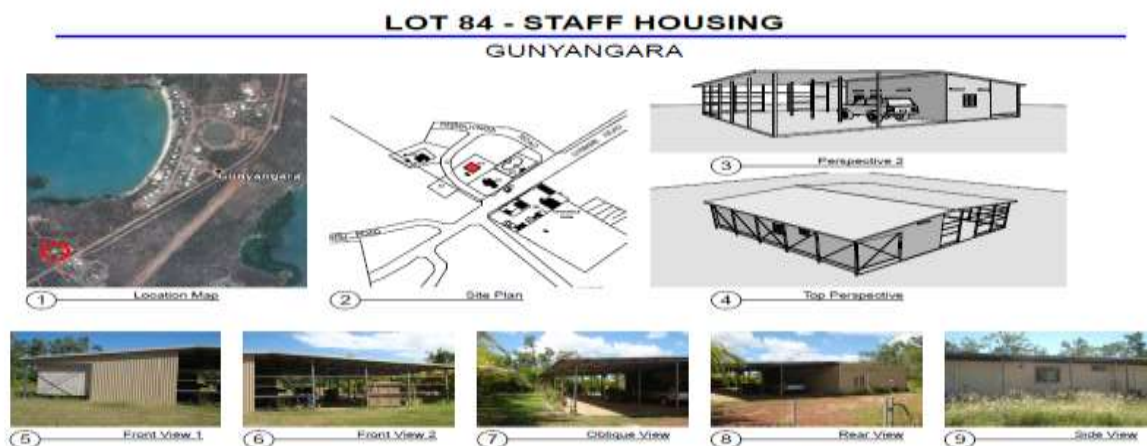 LOT 84 - STAFF HOUSING
GUNYANGARA
Gunyangara
1 Location Map
2 Site Plan
3 Perspective 2
4 Top Perspective
5 Front View 1
6 Front View 2
7 Oblique View
8 Rear View
9 Side View